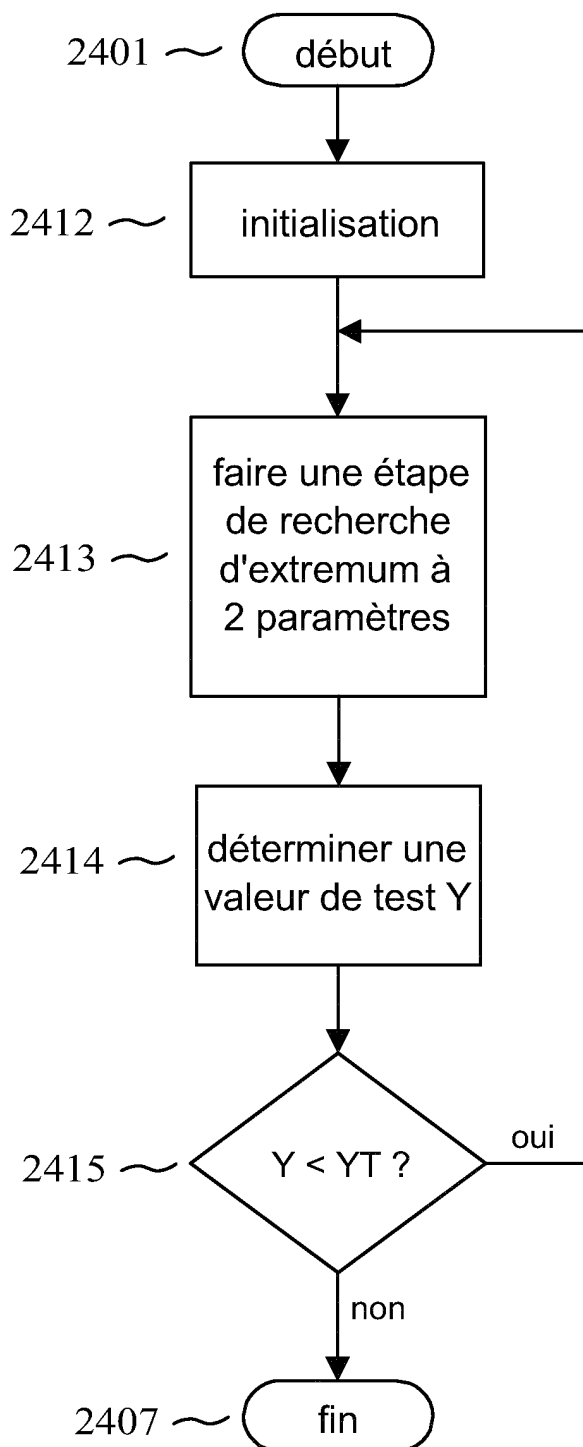 2401
début
2412
initialisation
2413
faire une étape
de recherche
d'extremum à
2 paramètres
2414
déterminer une
valeur de test Y
2415
Y < YT ?
oui
non
2407
fin